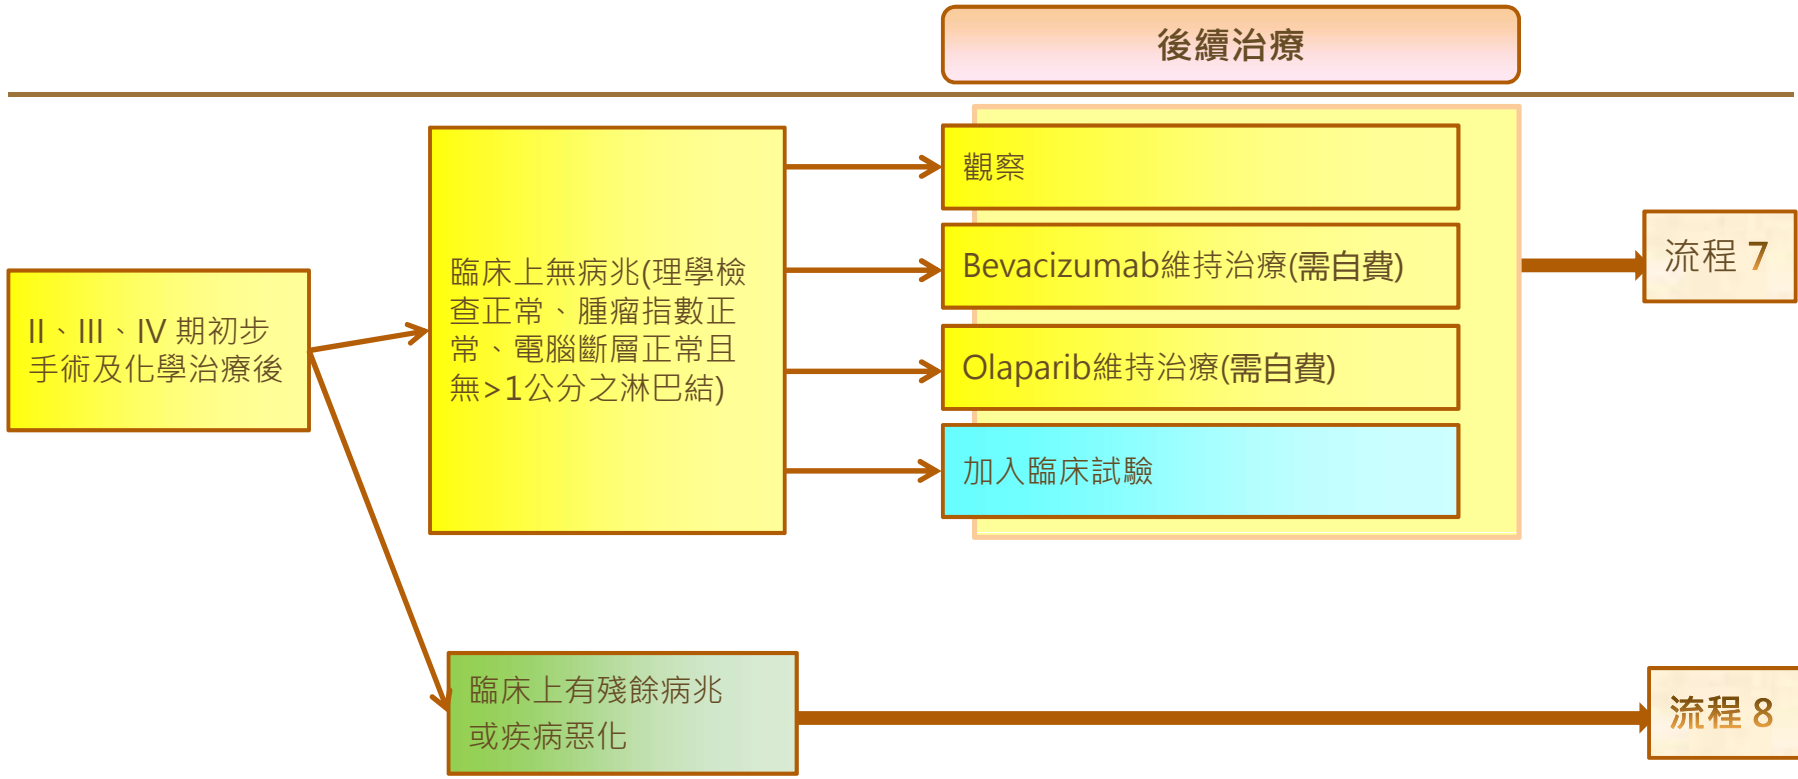 後續治療
II、III、IV 期初步
手術及化學治療後
臨床上無病兆(理學檢
查正常、腫瘤指數正
常、電腦斷層正常且
無>1公分之淋巴結)
觀察
Bevacizumab維持治療(需自費)
Olaparib維持治療(需自費)
加入臨床試驗
流程 7
臨床上有殘餘病兆
或疾病惡化
流程 8